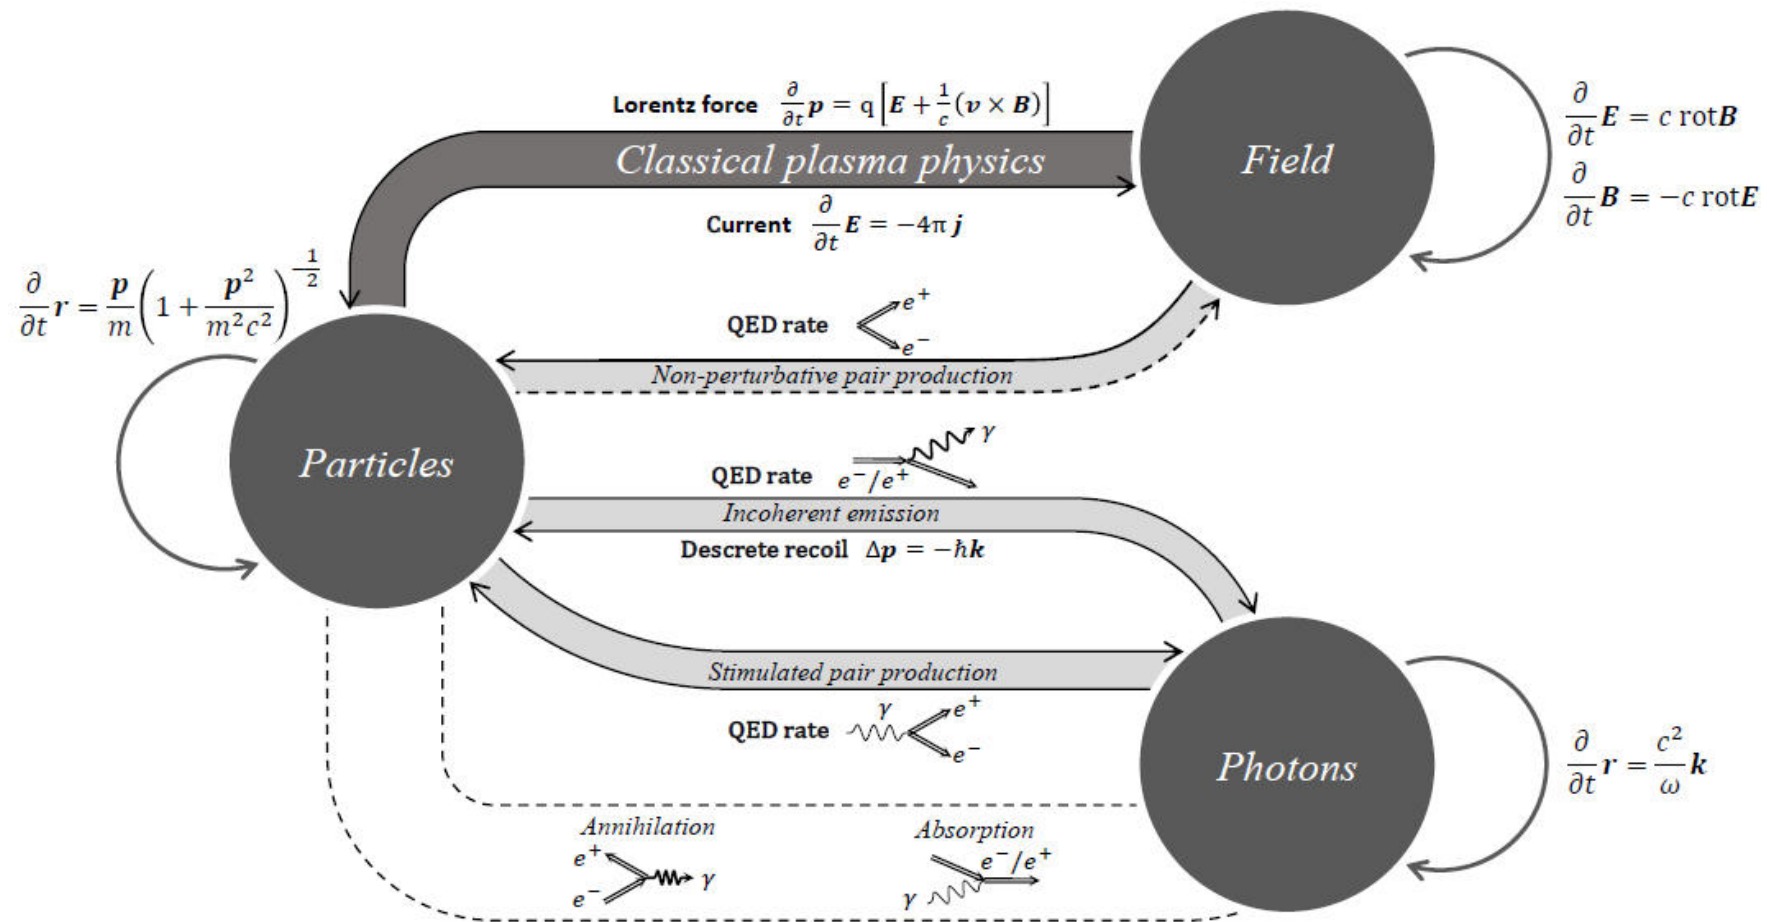 Lorentz force ∂/∂t 𝒑 = q[𝑬 + 1/c (𝒗 × 𝑩)]
Classical plasma physics
Current ∂/∂t 𝑬 = −4π 𝒋
Field
∂/∂t 𝑬 = c rot𝑩
∂/∂t 𝑩 = −c rot𝑬
∂/∂t 𝒓 = 𝒑/m (1 + 𝒑²/m²c²)^(−1/2)
QED rate e⁺ e⁻
Non-perturbative pair production
Particles
QED rate e⁻/e⁺ γ
Incoherent emission
Descrete recoil Δ𝒑 = −ħ𝒌
Stimulated pair production
QED rate γ e⁺ e⁻
Photons
∂/∂t 𝒓 = c²/ω 𝒌
Annihilation
e⁺ e⁻ γ
Absorption
e⁻/e⁺ γ